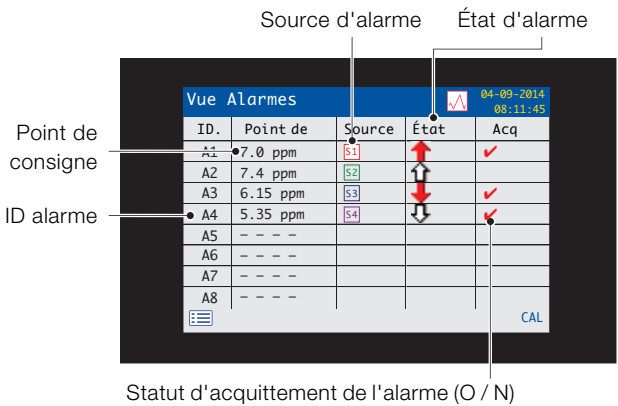 Source d'alarme État d'alarme
Vue Alarmes 04-09-2014
08:11:45
ID. Point de Source État Acq
Point de
consigne
A1 7.0 ppm S1 ✔
A2 7.4 ppm S2
A3 6.15 ppm S3 ✔
ID alarme
A4 5.35 ppm S4 ✔
A5 - - - -
A6 - - - -
A7 - - - -
A8 - - - -
CAL
Statut d'acquittement de l'alarme (O / N)